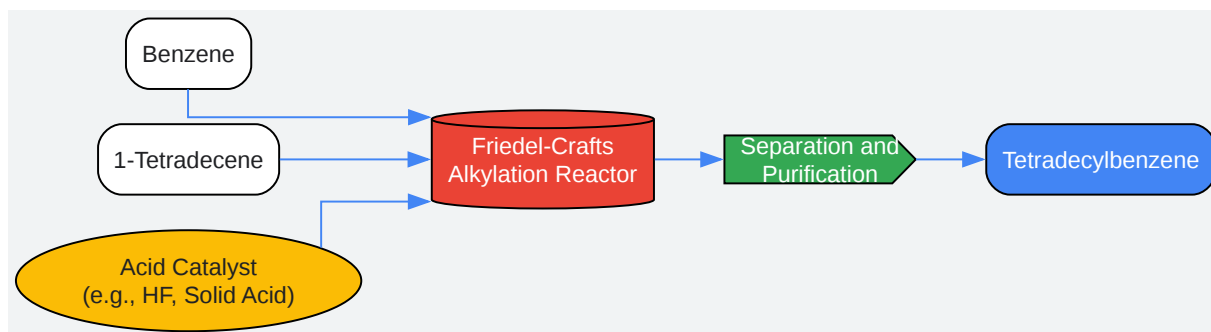 Benzene
1-Tetradecene
Acid Catalyst
(e.g., HF, Solid Acid)
Friedel-Crafts
Alkylation Reactor
Separation and
Purification
Tetradecylbenzene